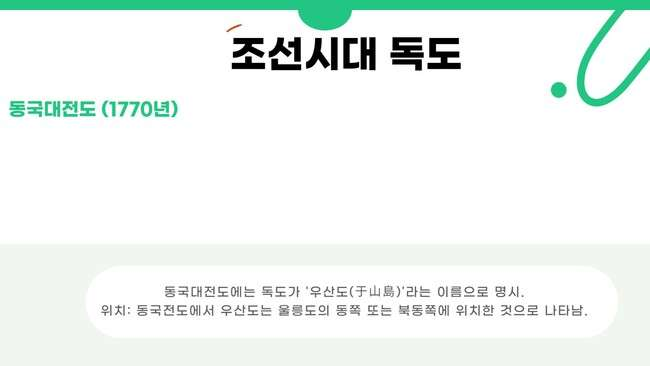 조선시대 독도
동국대전도 (1770년)
동국대전도에는 독도가 '우산도(于山島)'라는 이름으로 명시.
위치: 동국전도에서 우산도는 울릉도의 동쪽 또는 북동쪽에 위치한 것으로 나타남.